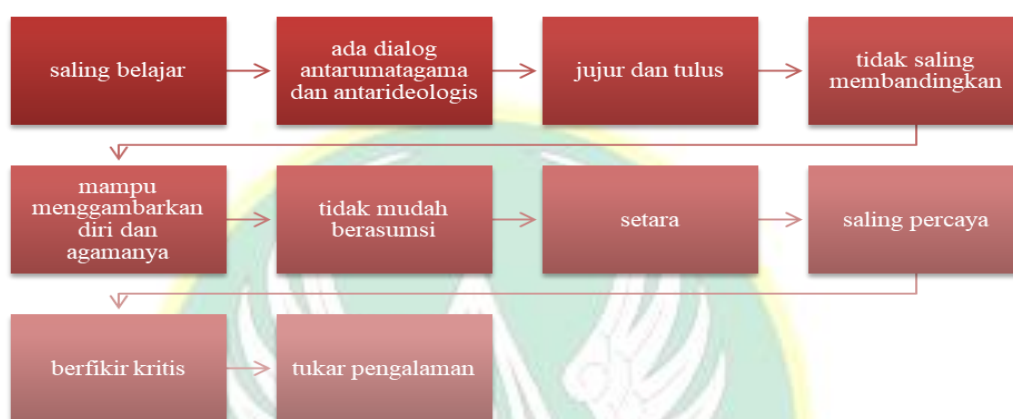 saling belajar
ada dialog
antarumatagama
dan antarideologis
jujur dan tulus
tidak saling
membandingkan
mampu
menggambarkan
diri dan
agamanya
tidak mudah
berasumsi
setara
saling percaya
berfikir kritis
tukar pengalaman